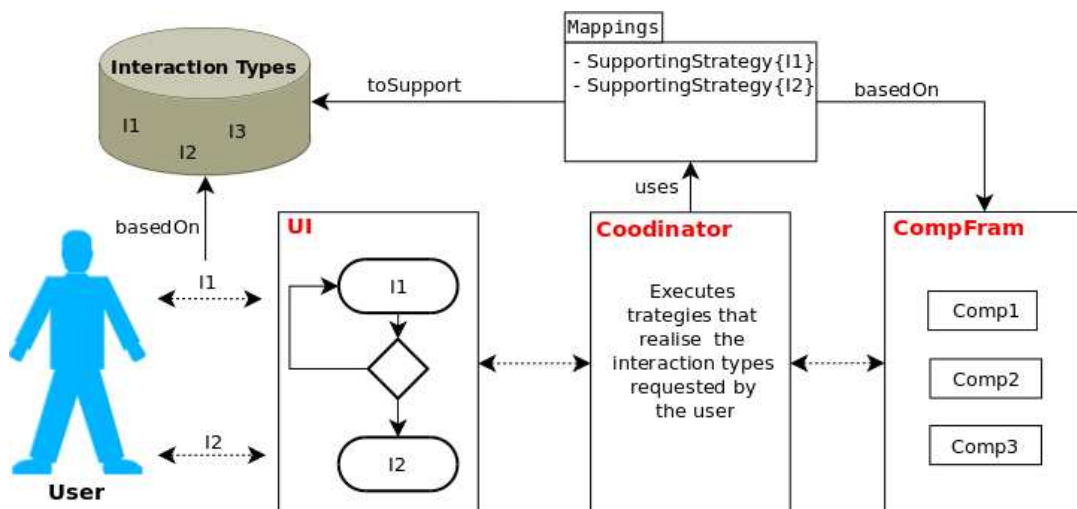 Mappings
- SupportingStrategy{I1}
- SupportingStrategy{I2}
Interaction Types
I1
I3
I2
toSupport
basedOn
uses
basedOn
I1
I2
User
UI
I1
I2
Coodinator
Executes
trategies that
realise the
interaction types
requested by
the user
CompFram
Comp1
Comp2
Comp3